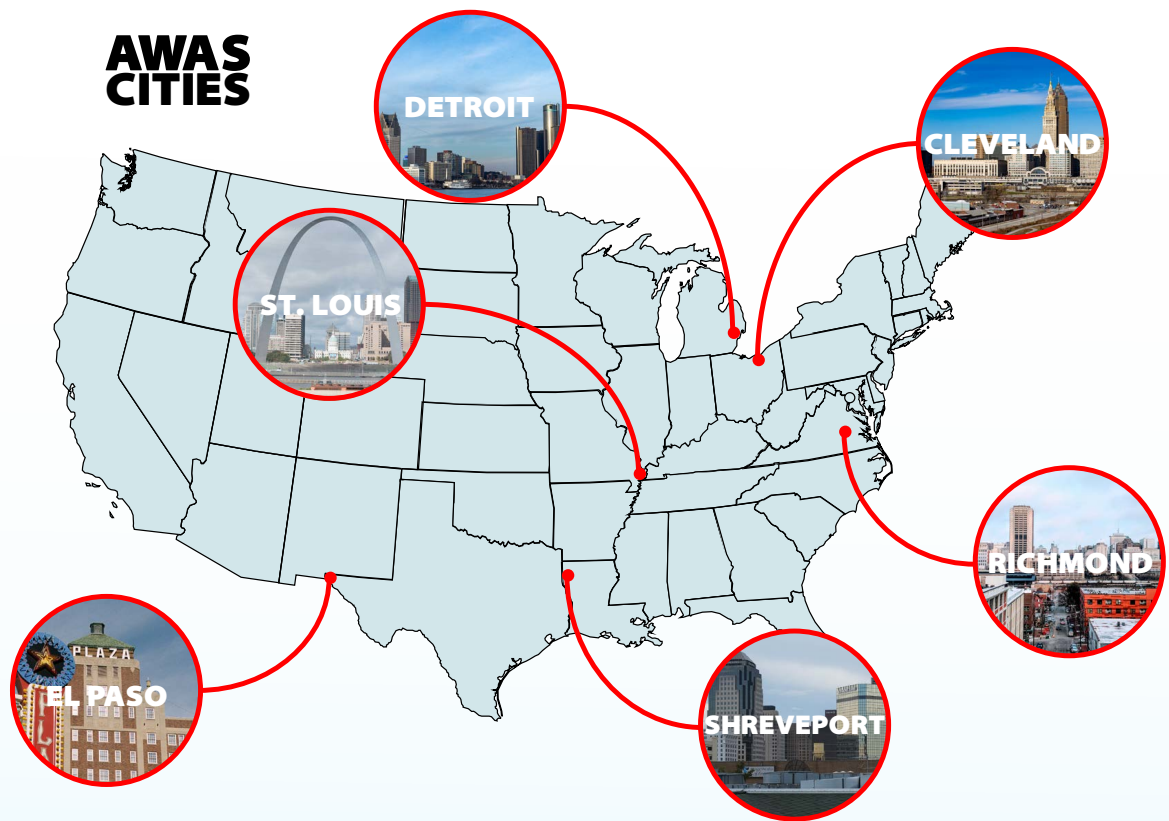 AWAS
CITIES
DETROIT
CLEVELAND
ST. LOUIS
RICHMOND
PLAZA
EL PASO
SHREVEPORT